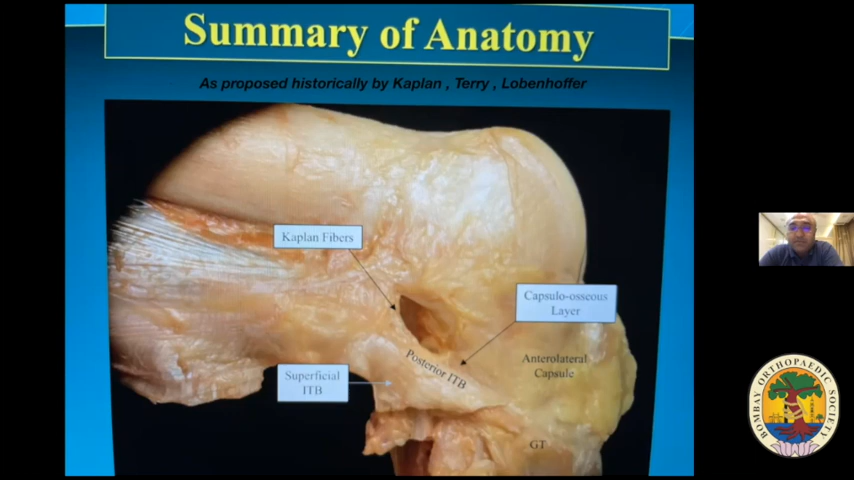 Summary of Anatomy
As proposed historically by Kaplan , Terry , Lobenhoffer
Kaplan Fibers
Capsulo-osseous
Layer
Posterior ITB
Anterolateral
Capsule
Superficial
ITB
GT
BOMBAY ORTHOPAEDIC SOCIETY